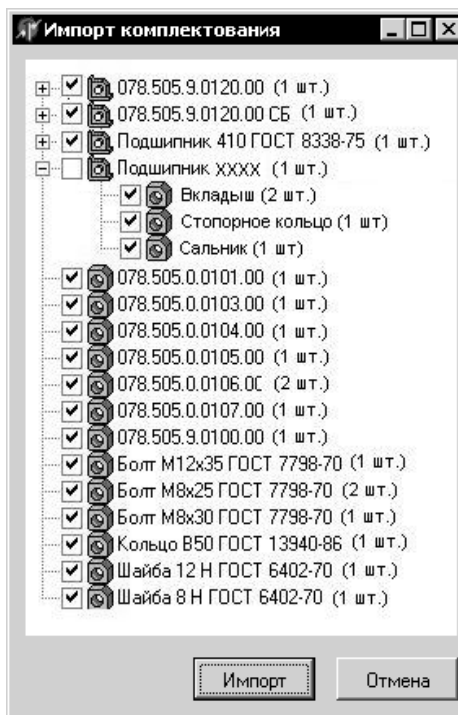 Импорт комплектования
078.505.9.0120.00 (1 шт.)
078.505.9.0120.00 СБ (1 шт.)
Подшипник 410 ГОСТ 8338-75 (1 шт.)
Подшипник XXXX (1 шт.)
Вкладыш (2 шт.)
Стопорное кольцо (1 шт)
Сальник (1 шт)
078.505.0.0101.00 (1 шт.)
078.505.0.0103.00 (1 шт.)
078.505.0.0104.00 (1 шт.)
078.505.0.0105.00 (1 шт.)
078.505.0.0106.0С (2 шт.)
078.505.0.0107.00 (1 шт.)
078.505.9.0100.00 (1 шт.)
Болт М12х35 ГОСТ 7798-70 (1 шт.)
Болт М8х25 ГОСТ 7798-70 (2 шт.)
Болт М8х30 ГОСТ 7798-70 (1 шт.)
Кольцо В50 ГОСТ 13940-86 (1 шт.)
Шайба 12 Н ГОСТ 6402-70 (1 шт.)
Шайба 8 Н ГОСТ 6402-70 (1 шт.)
Импорт
Отмена